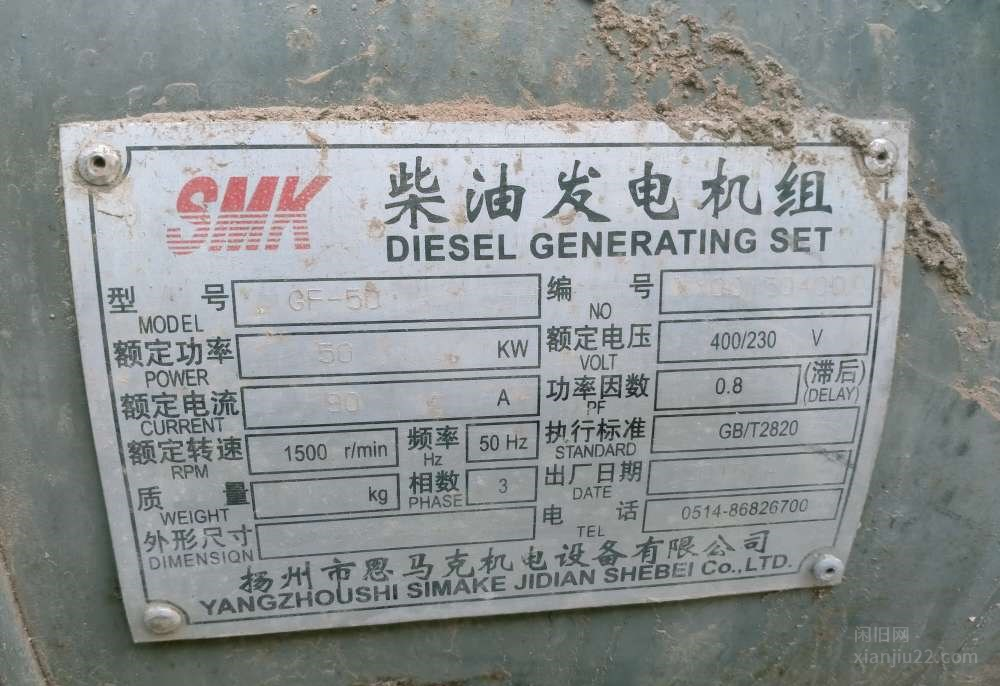 SMK 柴油发电机组
DIESEL GENERATING SET
型号 GF-50 编号
MODEL NO
额定功率 50 KW 额定电压 400/230 V
POWER VOLT
额定电流 90 A 功率因数 0.8 (滞后)
CURRENT PF (DELAY)
额定转速 1500 r/min 频率 50 Hz 执行标准 GB/T2820
RPM Hz STANDARD
质量 kg 相数 3 出厂日期
WEIGHT PHASE DATE
外形尺寸 电话 0514-86826700
DIMENSION TEL
扬州市思马克机电设备有限公司
YANGZHOUSHI SIMAKE JIDIAN SHEBEI Co.,LTD.
闲旧网
xianjiu22.com